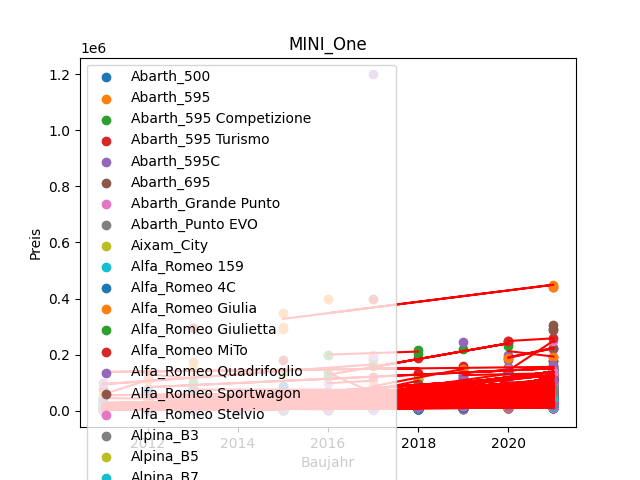 MINI_One
1e6
1.2
1.0
0.8
0.6
0.4
0.2
0.0
Preis
Abarth_500
Abarth_595
Abarth_595 Competizione
Abarth_595 Turismo
Abarth_595C
Abarth_695
Abarth_Grande Punto
Abarth_Punto EVO
Aixam_City
Alfa_Romeo 159
Alfa_Romeo 4C
Alfa_Romeo Giulia
Alfa_Romeo Giulietta
Alfa_Romeo MiTo
Alfa_Romeo Quadrifoglio
Alfa_Romeo Sportwagon
Alfa_Romeo Stelvio
Alpina_B3
Alpina_B5
Alpina_B7
2012 2014 2016 2018 2020
Baujahr